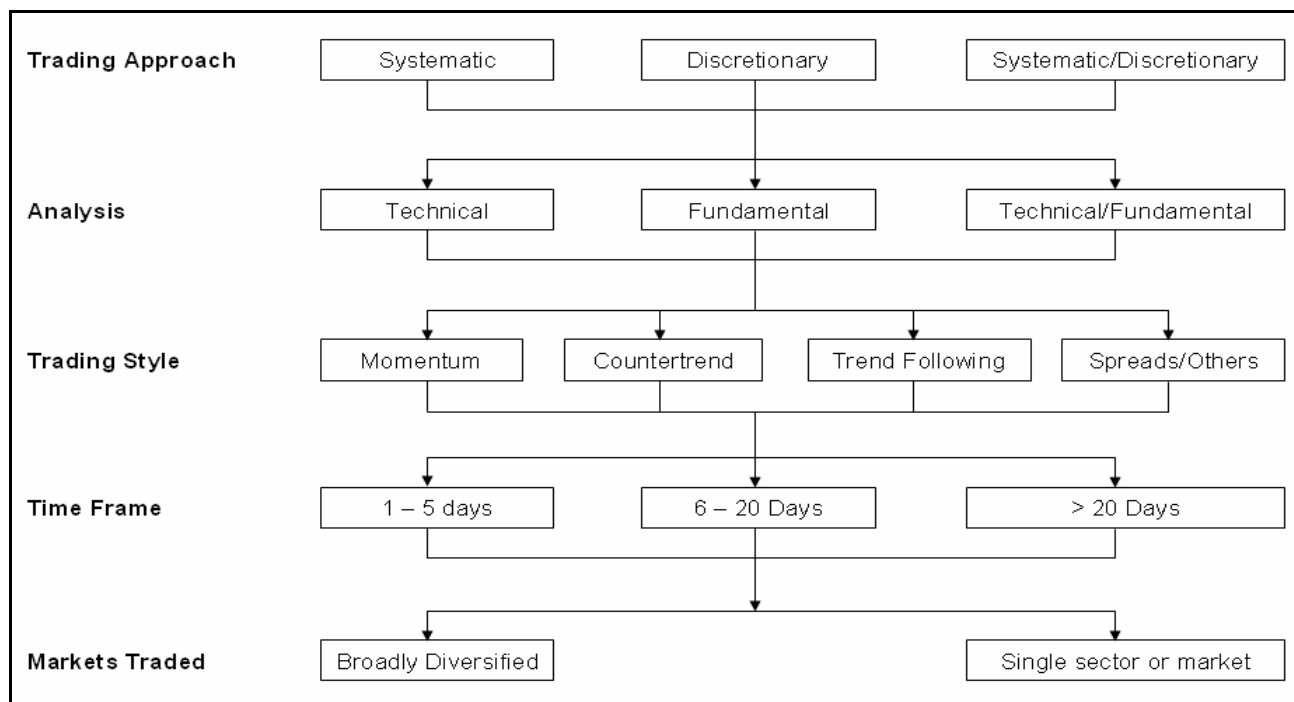 Trading Approach Systematic Discretionary Systematic/Discretionary
Analysis Technical Fundamental Technical/Fundamental
Trading Style Momentum Countertrend Trend Following Spreads/Others
Time Frame 1 – 5 days 6 – 20 Days > 20 Days
Markets Traded Broadly Diversified Single sector or market